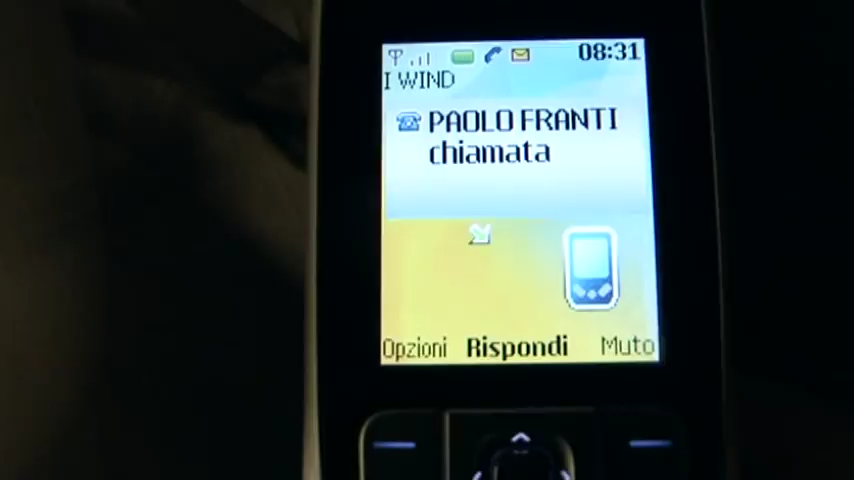 08:31
I WIND
PAOLO FRANTI
chiamata
Opzioni Rispondi Muto